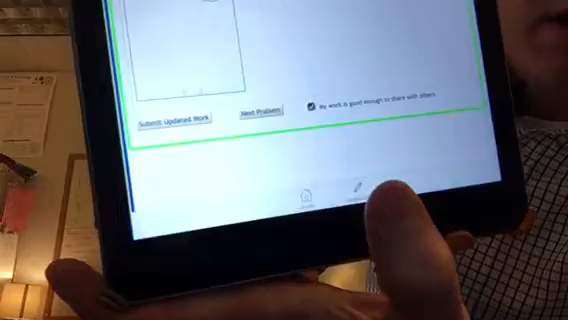 Submit Updated Work
Next Problem
My work is good enough to share with others